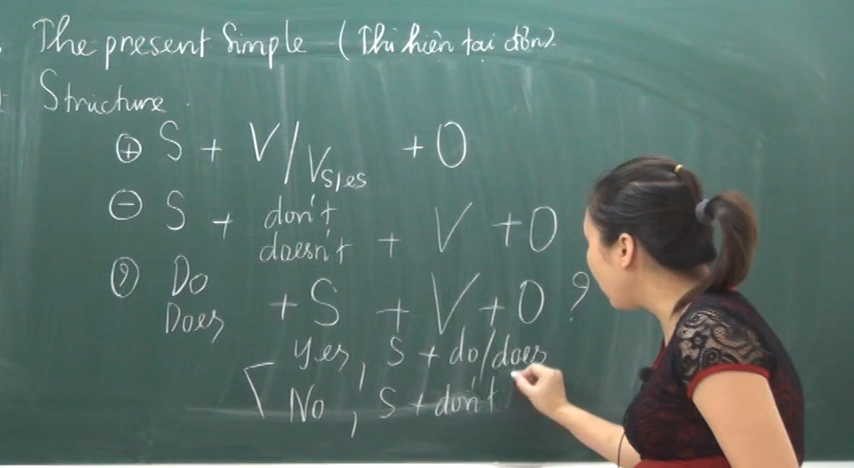 The present Simple (Thì hiện tại đơn)
Structure.
(+) S + V/Vs/es + O
(-) S + don't
doesn't + V + O
(?) Do
Does + S + V + O ?
Yes, S + do/does
No, S + don't